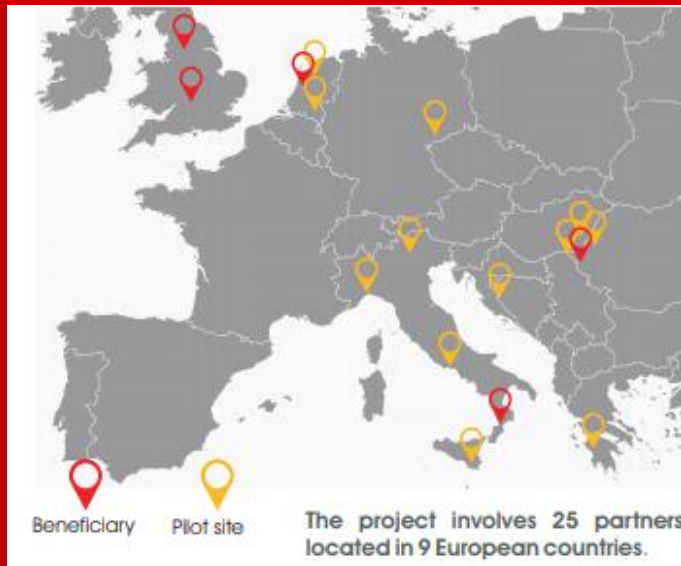 Beneficiary
Pilot site
The project involves 25 partners
located in 9 European countries.